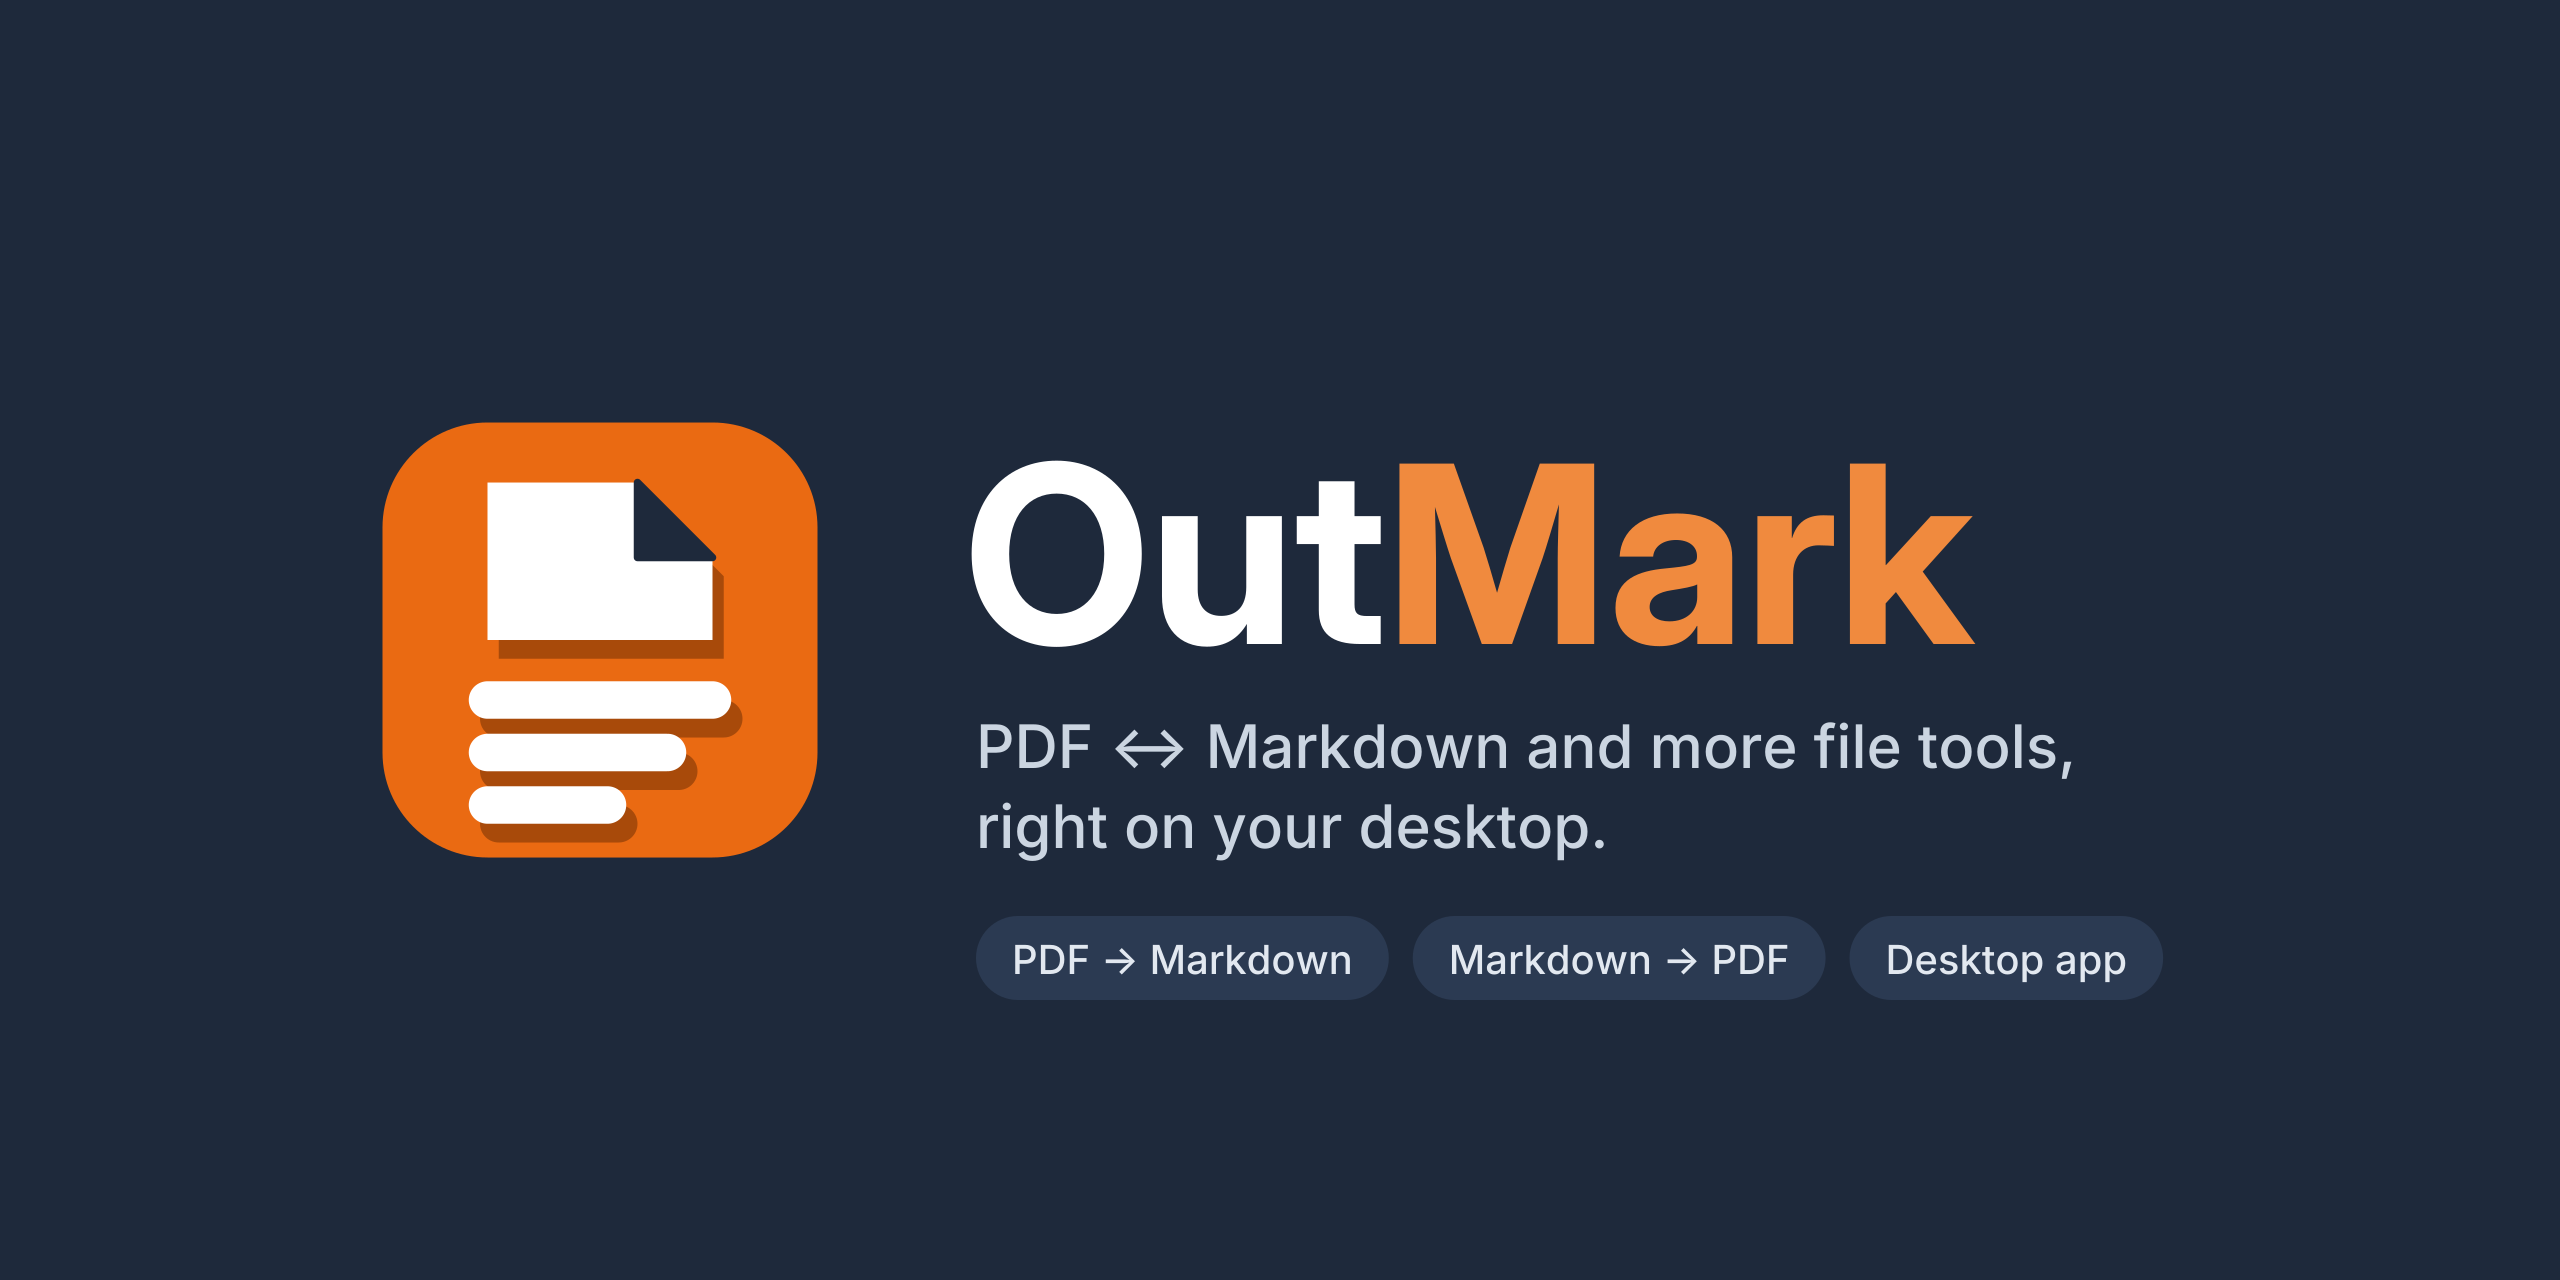 OutMark
PDF ↔ Markdown and more file tools,
right on your desktop.
PDF → Markdown
Markdown → PDF
Desktop app